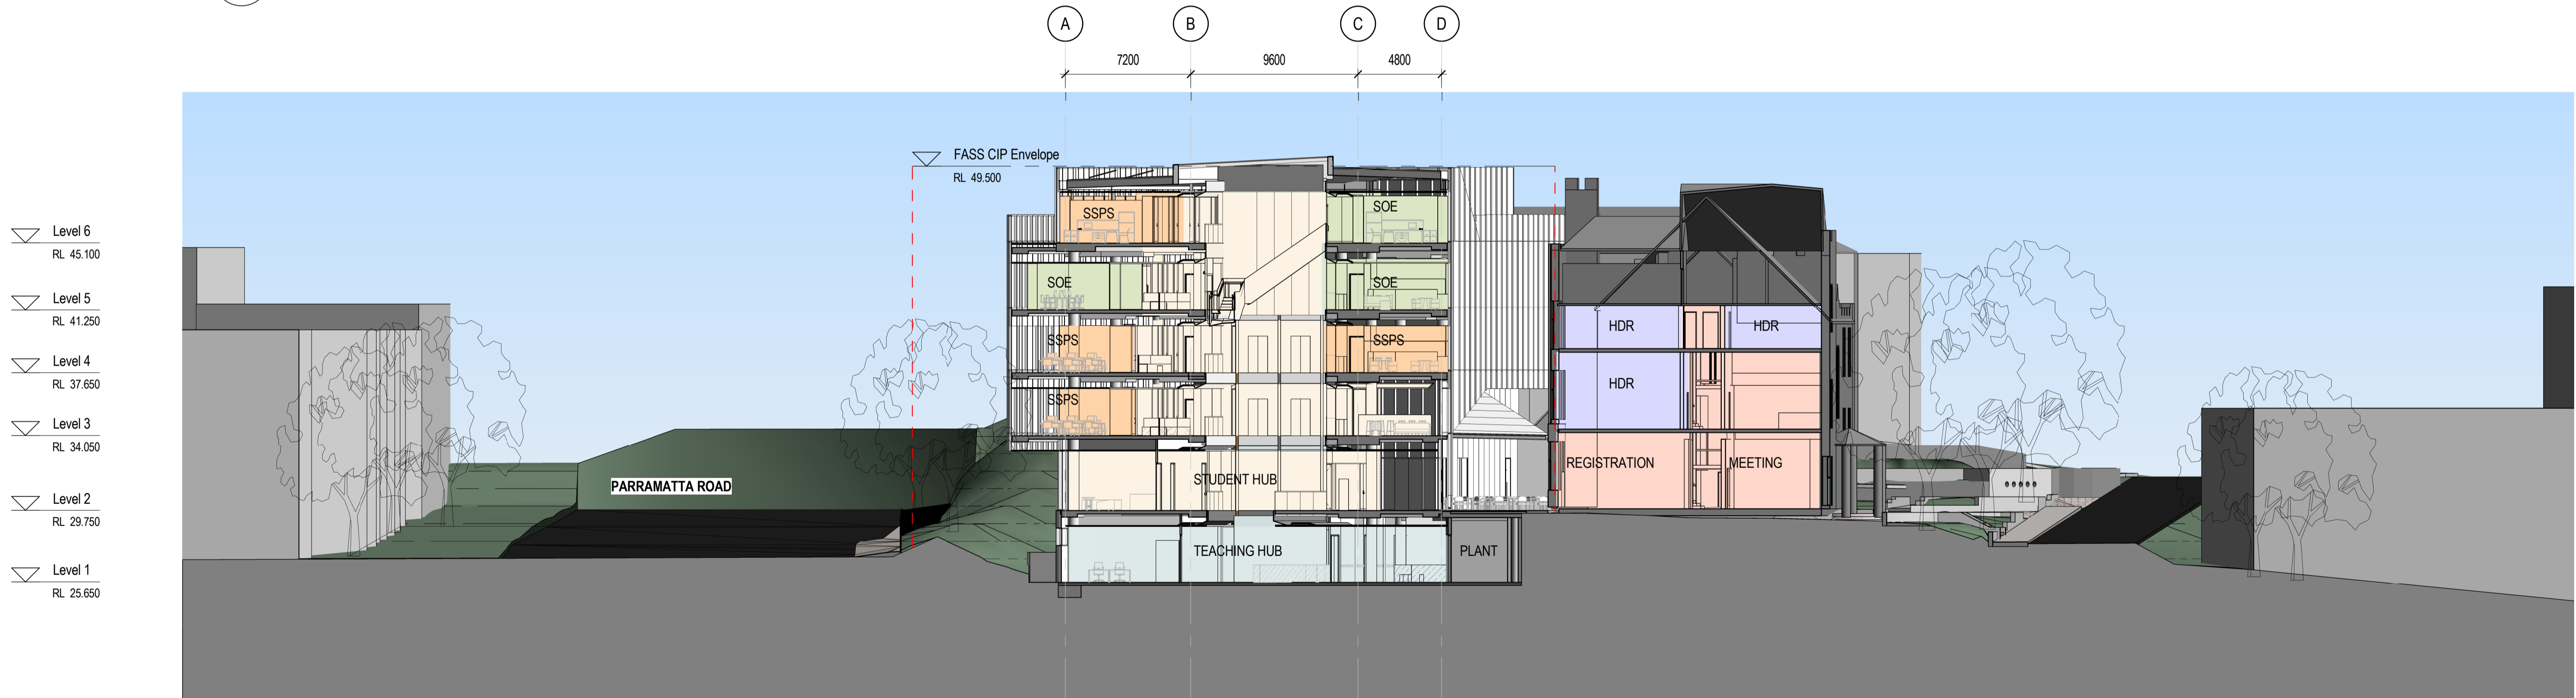 A B C D
7200 9600 4800
FASS CIP Envelope
RL 49.500
Level 6
RL 45.100
Level 5
RL 41.250
Level 4
RL 37.650
Level 3
RL 34.050
Level 2
RL 29.750
Level 1
RL 25.650
SSPS SOE
SOE SOE
SSPS SSPS
SSPS
STUDENT HUB
TEACHING HUB PLANT
HDR HDR
HDR
REGISTRATION MEETING
PARRAMATTA ROAD